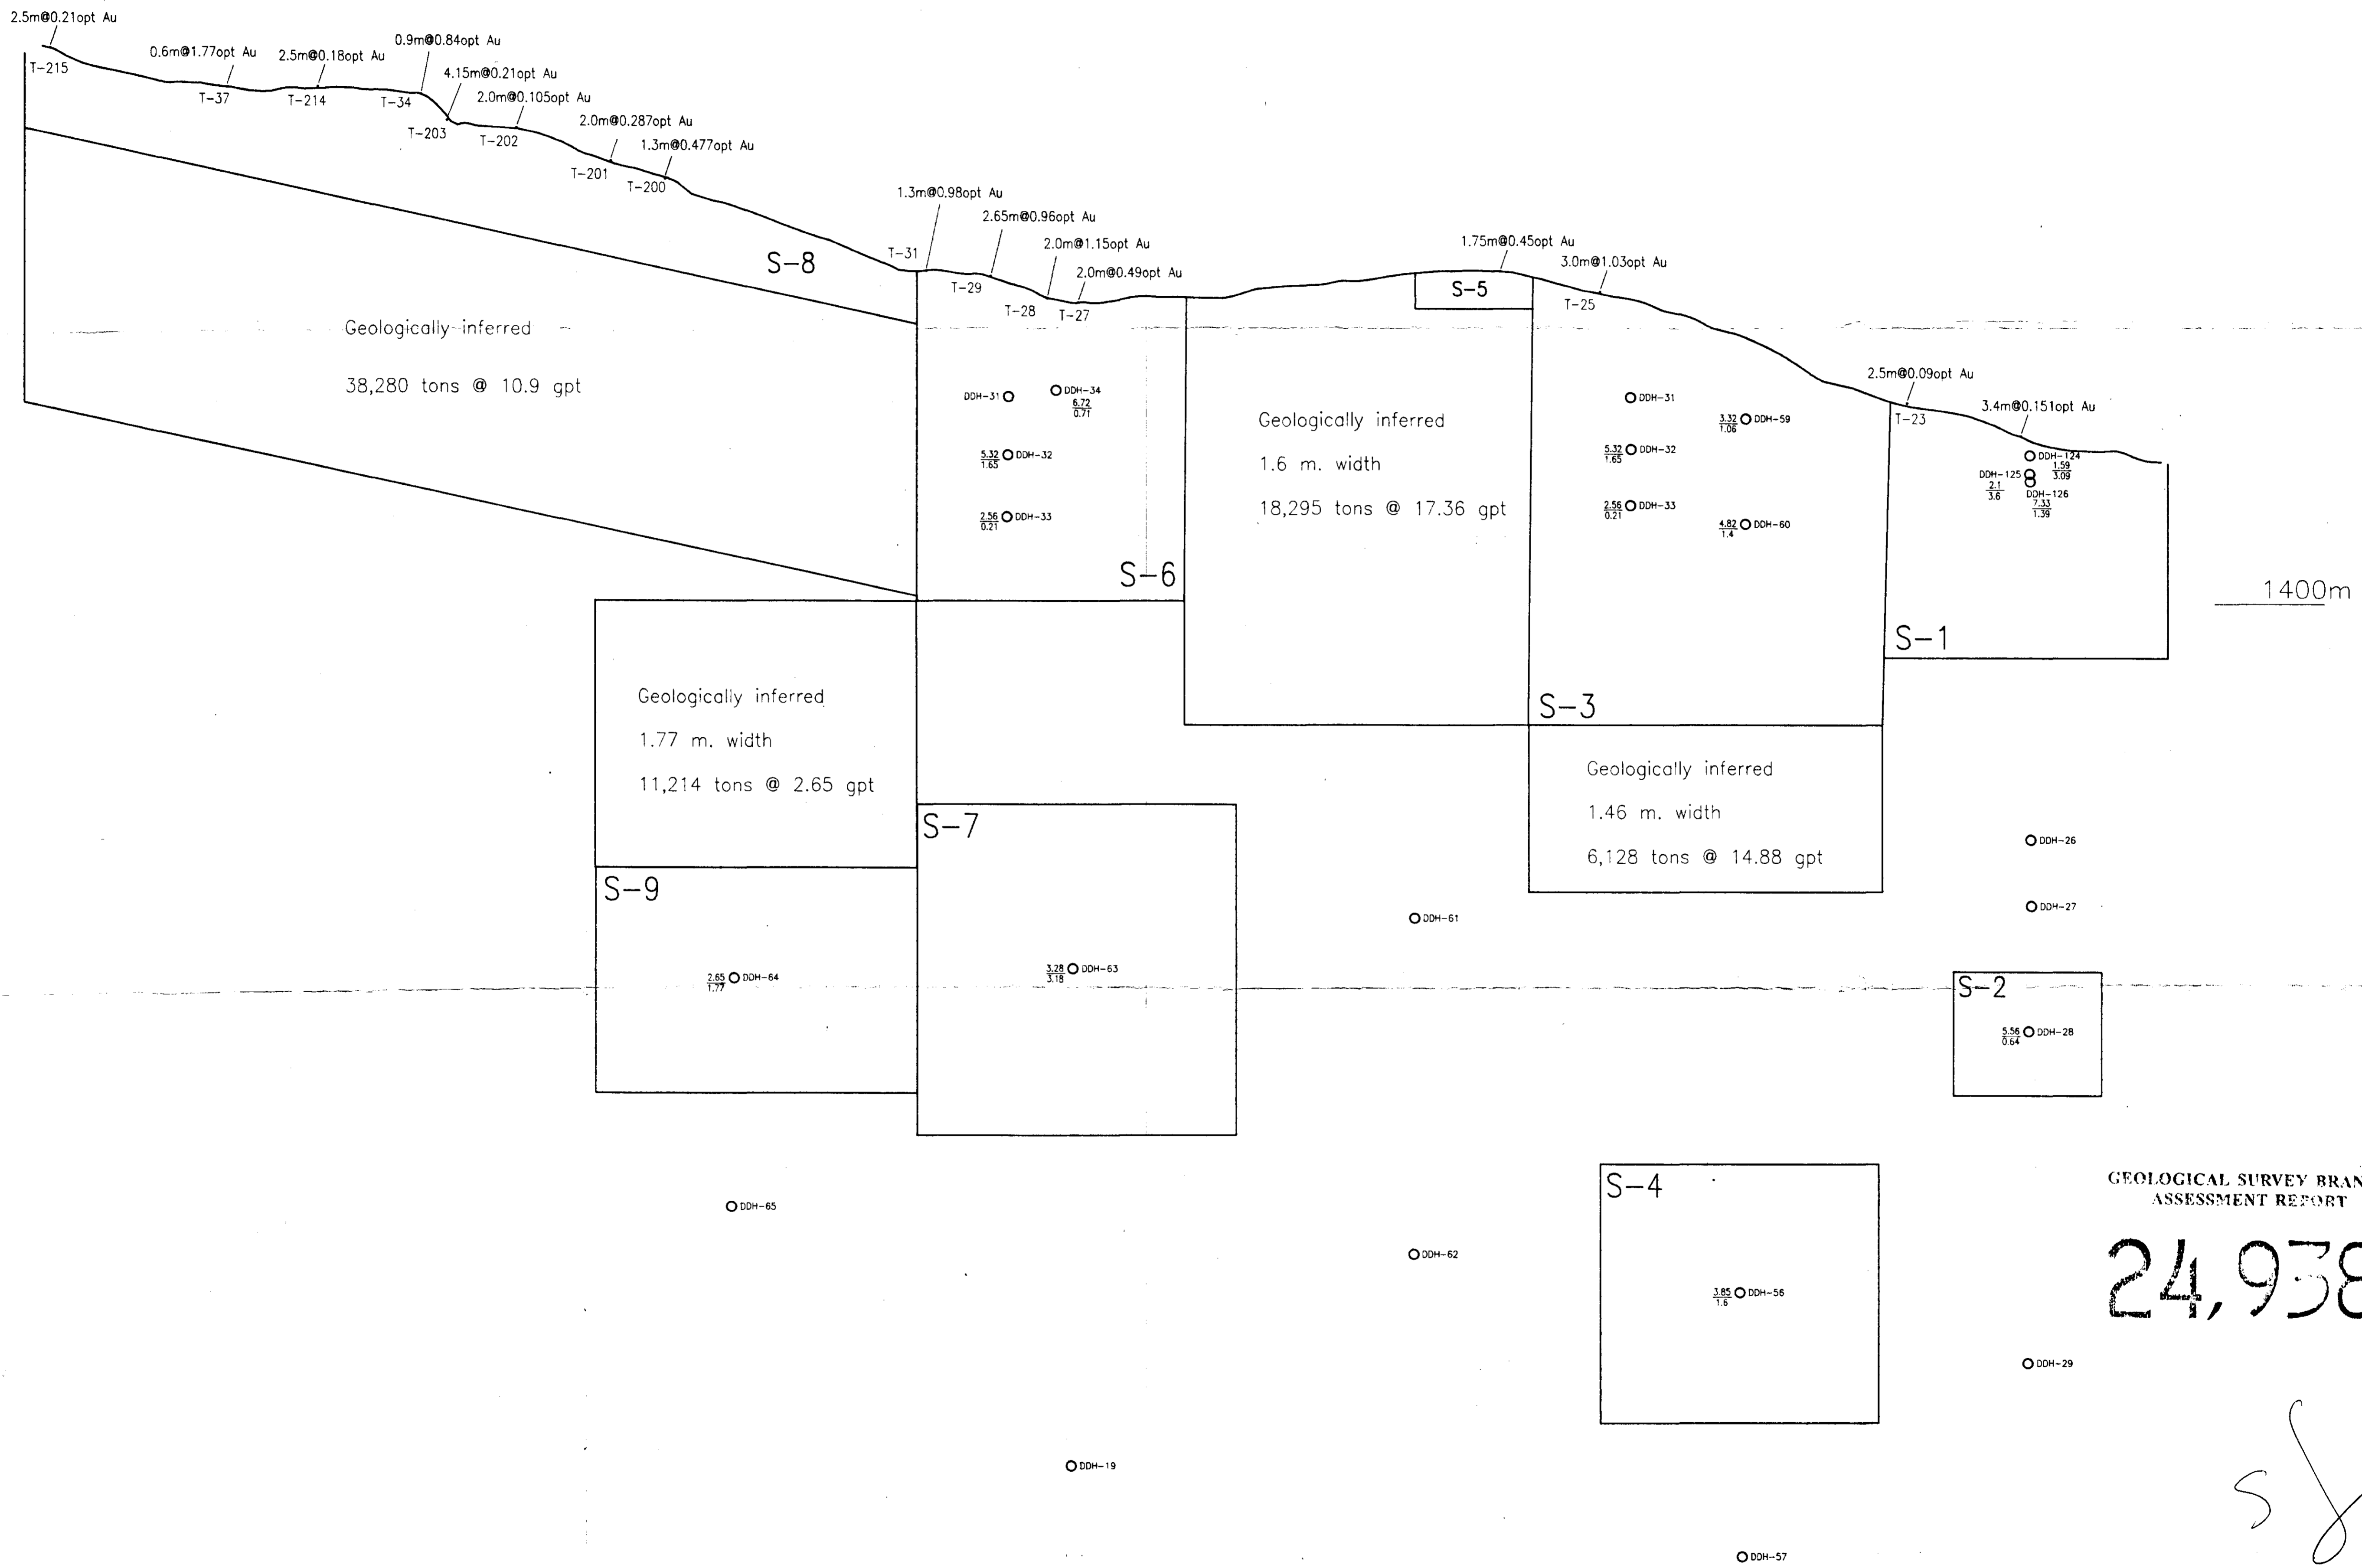 2.5m@0.21opt Au
T-215
0.6m@1.77opt Au
T-37
2.5m@0.18opt Au
T-214
0.9m@0.84opt Au
T-34
4.15m@0.21opt Au
T-203
2.0m@0.105opt Au
T-202
2.0m@0.287opt Au
T-201
1.3m@0.477opt Au
T-200
S-8
T-31
1.3m@0.98opt Au
2.65m@0.96opt Au
T-29
2.0m@1.15opt Au
T-28
2.0m@0.49opt Au
T-27
1.75m@0.45opt Au
S-5
3.0m@1.03opt Au
T-25
2.5m@0.09opt Au
T-23
3.4m@0.151opt Au
Geologically inferred
38,280 tons @ 10.9 gpt
DDH-31
DDH-34
6.72
0.71
5.32
1.65
DDH-32
2.56
0.21
DDH-33
S-6
Geologically inferred
1.6 m. width
18,295 tons @ 17.36 gpt
DDH-31
3.32
1.06
DDH-59
5.32
1.65
DDH-32
2.56
0.21
DDH-33
4.82
1.4
DDH-60
S-3
DDH-124
1.59
3.09
DDH-125
2.1
3.6
DDH-126
7.33
1.39
S-1
1400m
Geologically inferred
1.77 m. width
11,214 tons @ 2.65 gpt
S-7
Geologically inferred
1.46 m. width
6,128 tons @ 14.88 gpt
S-9
2.65
1.77
DDH-64
3.28
3.18
DDH-63
DDH-61
DDH-26
DDH-27
S-2
5.56
0.64
DDH-28
DDH-65
DDH-62
S-4
3.85
1.6
DDH-56
GEOLOGICAL SURVEY BRAN
ASSESSMENT REPORT
24,938
DDH-29
DDH-19
DDH-57